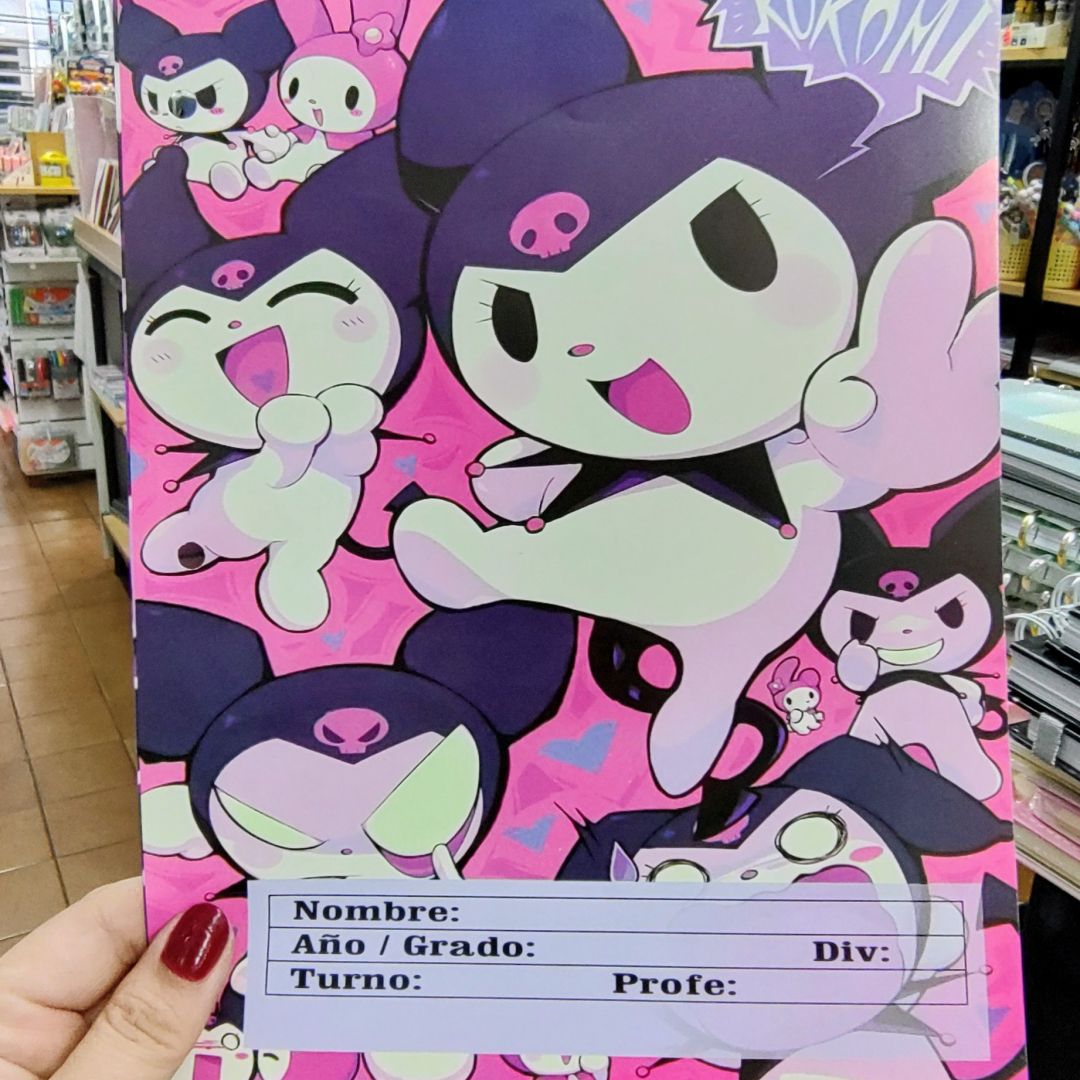 KUROMI
Nombre:
Año / Grado: Div:
Turno: Profe: